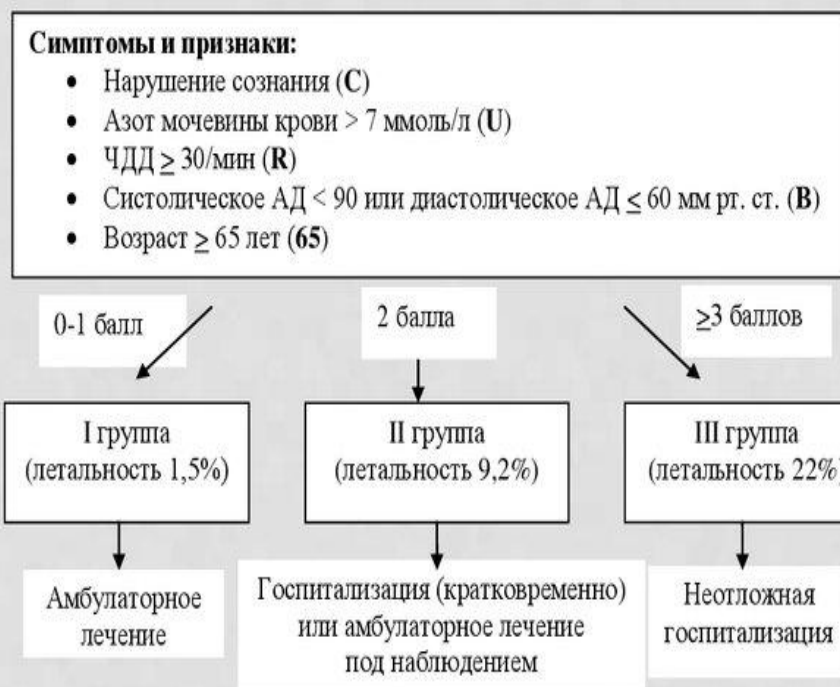 Симптомы и признаки:
• Нарушение сознания (C)
• Азот мочевины крови > 7 ммоль/л (U)
• ЧДД ≥ 30/мин (R)
• Систолическое АД < 90 или диастолическое АД ≤ 60 мм рт. ст. (B)
• Возраст ≥ 65 лет (65)
0-1 балл
2 балла
≥3 баллов
I группа
(летальность 1,5%)
II группа
(летальность 9,2%)
III группа
(летальность 22%)
Амбулаторное
лечение
Госпитализация (кратковременно)
или амбулаторное лечение
под наблюдением
Неотложная
госпитализация